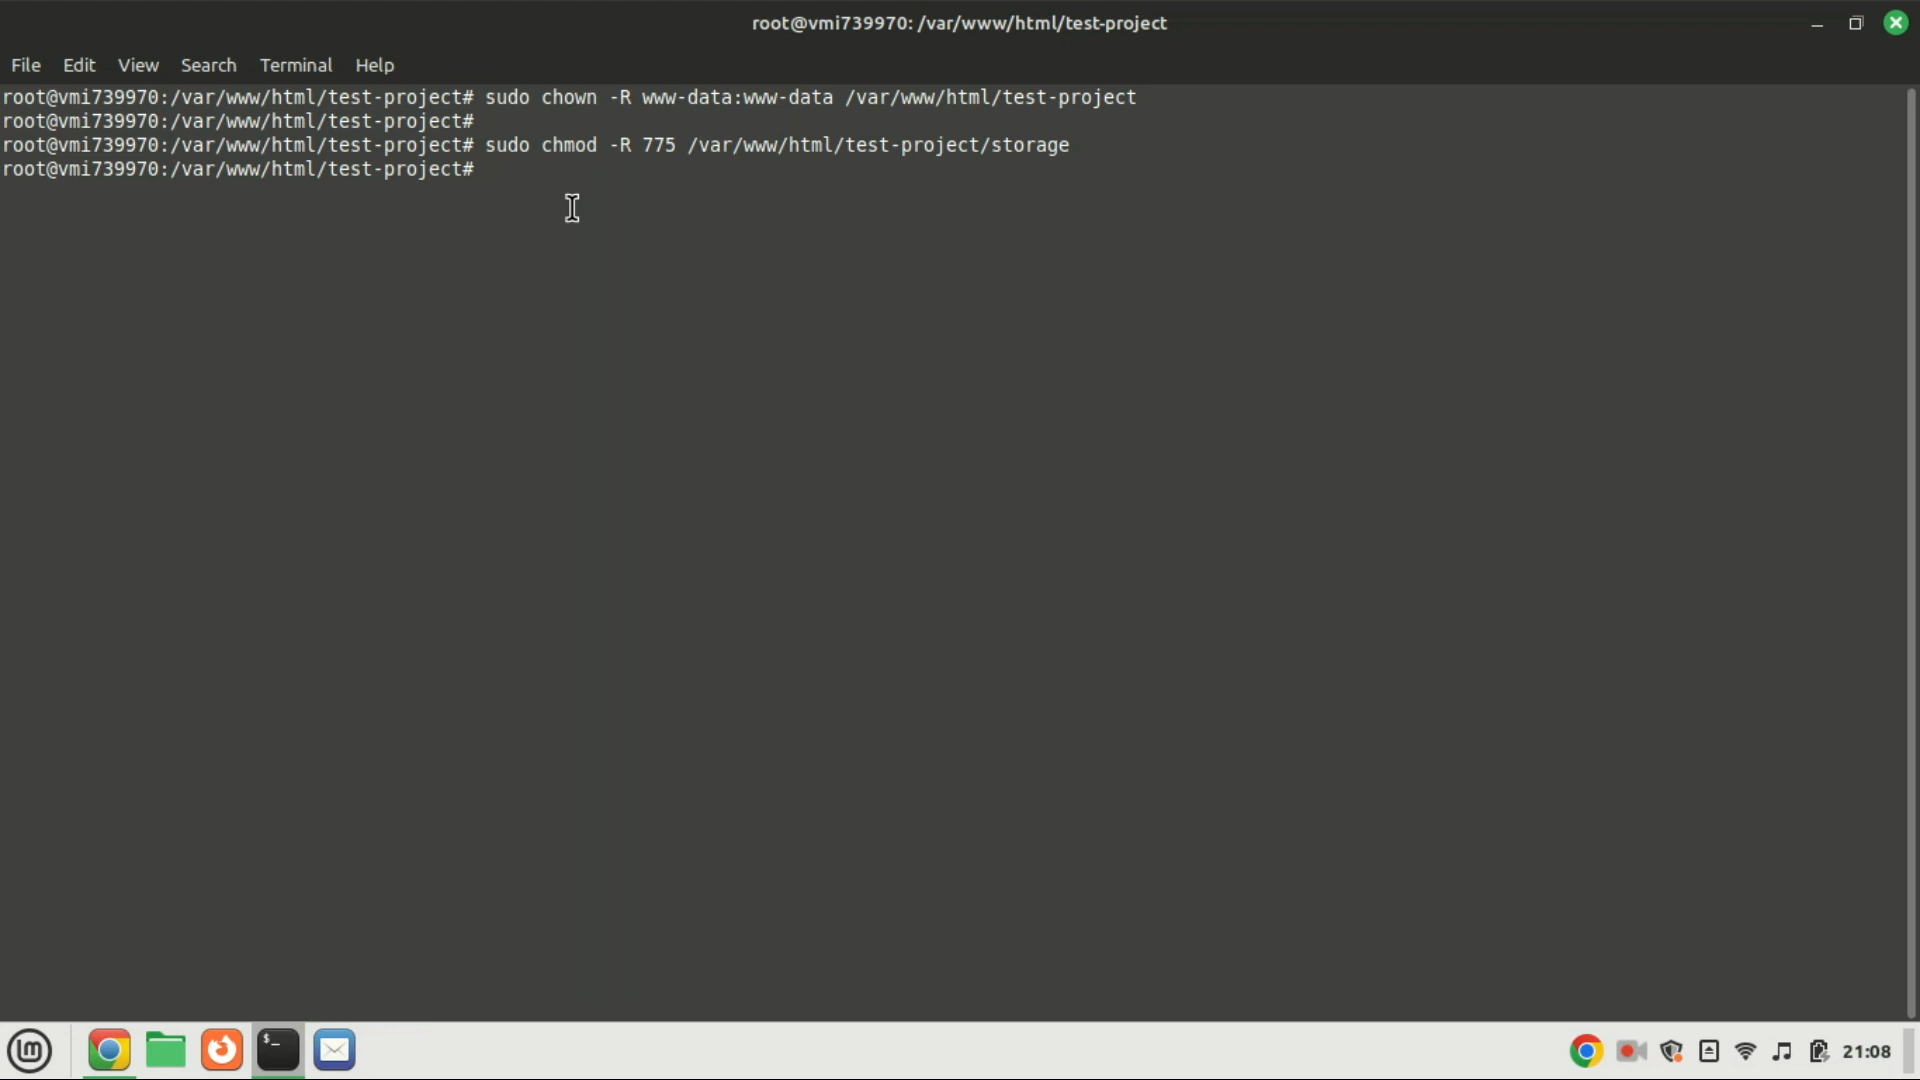 root@vmi739970: /var/www/html/test-project
File Edit View Search Terminal Help
root@vmi739970:/var/www/html/test-project# sudo chown -R www-data:www-data /var/www/html/test-project
root@vmi739970:/var/www/html/test-project#
root@vmi739970:/var/www/html/test-project# sudo chmod -R 775 /var/www/html/test-project/storage
root@vmi739970:/var/www/html/test-project#
$_
21:08